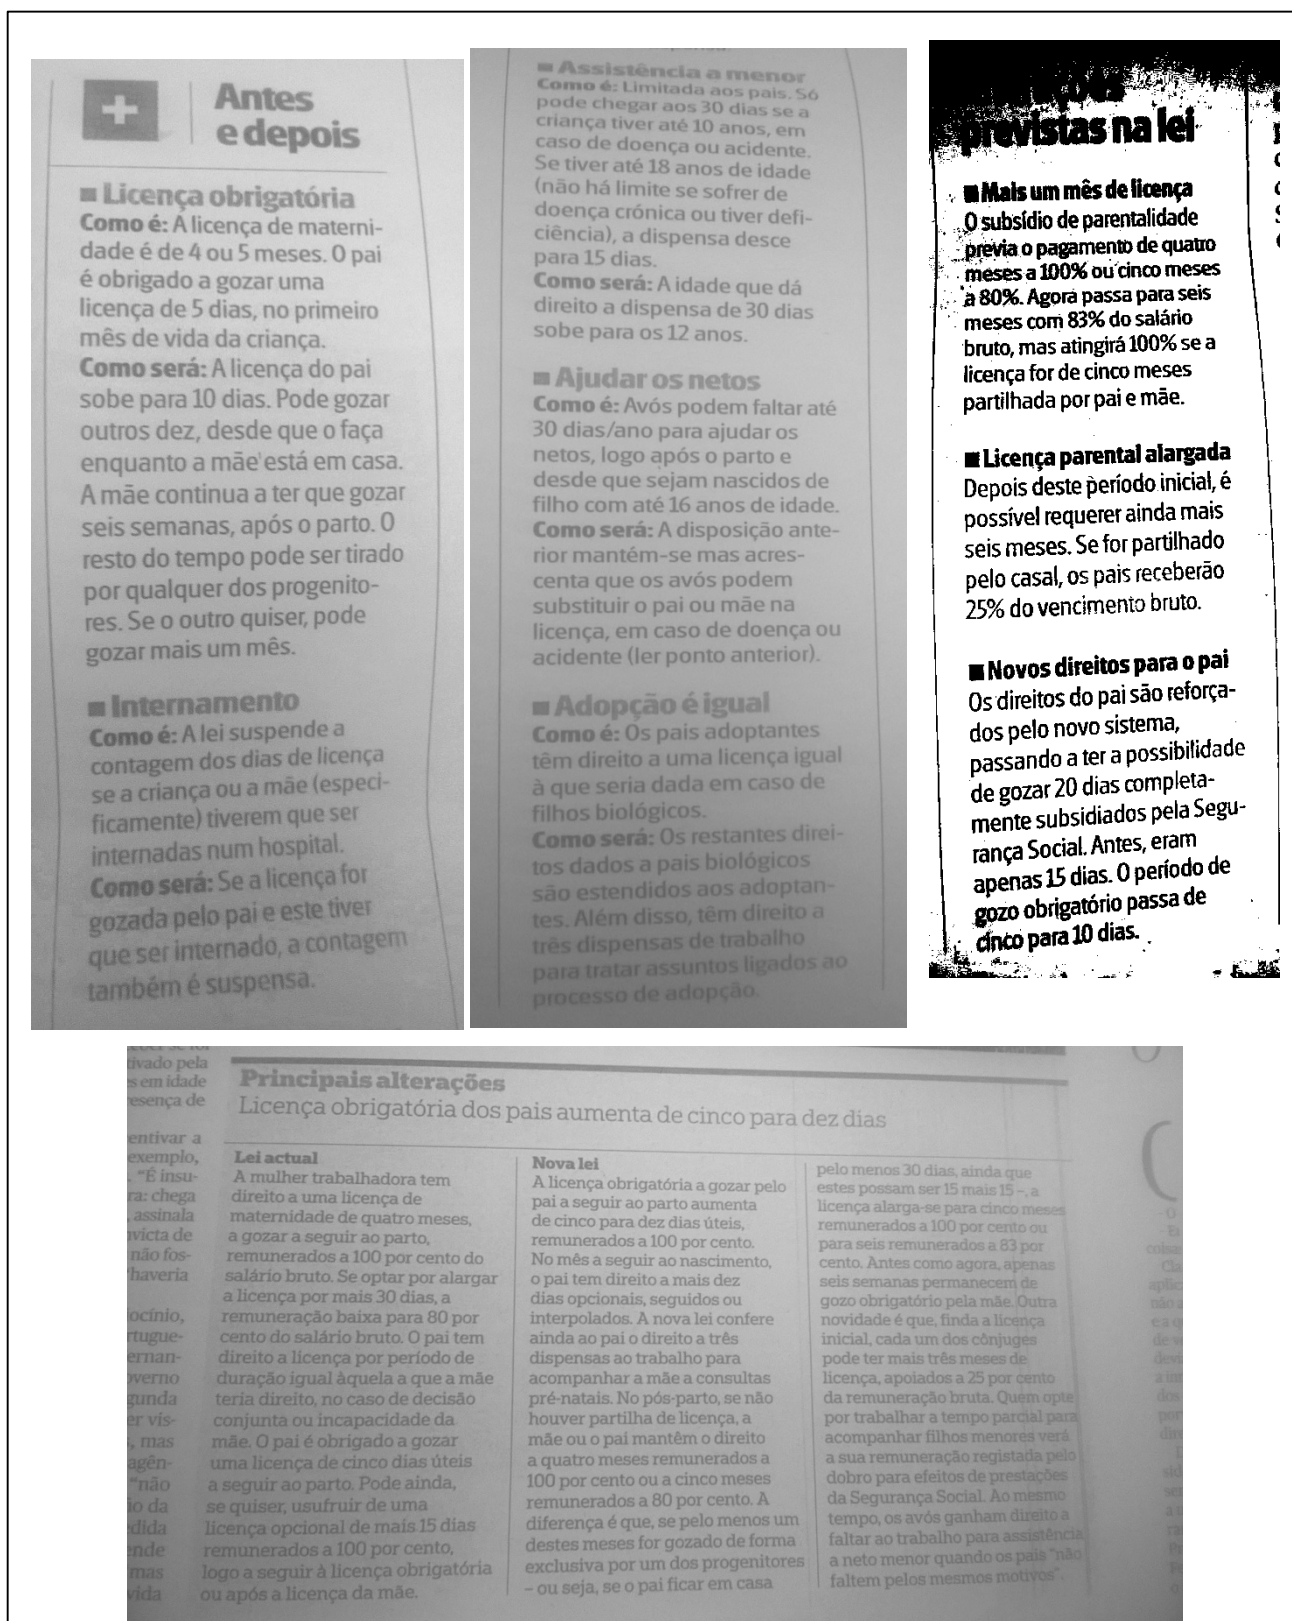 Antes
e depois
■ Licença obrigatória
Como é: A licença de materni-
dade é de 4 ou 5 meses. O pai
é obrigado a gozar uma
licença de 5 dias, no primeiro
mês de vida da criança.
Como será: A licença do pai
sobe para 10 dias. Pode gozar
outros dez, desde que o faça
enquanto a mãe está em casa.
A mãe continua a ter que gozar
seis semanas, após o parto. O
resto do tempo pode ser tirado
por qualquer dos progenito-
res. Se o outro quiser, pode
gozar mais um mês.
■ Internamento
Como é: A lei suspende a
contagem dos dias de licença
se a criança ou a mãe (especi-
ficamente) tiverem que ser
internadas num hospital.
Como será: Se a licença for
gozada pelo pai e este tiver
que ser internado, a contagem
também é suspensa.
■ Assistência a menor
Como é: Limitada aos pais. Só
pode chegar aos 30 dias se a
criança tiver até 10 anos, em
caso de doença ou acidente.
Se tiver até 18 anos de idade
(não há limite se sofrer de
doença crónica ou tiver defi-
ciência), a dispensa desce
para 15 dias.
Como será: A idade que dá
direito a dispensa de 30 dias
sobe para os 12 anos.
■ Ajudar os netos
Como é: Avós podem faltar até
30 dias/ano para ajudar os
netos, logo após o parto e
desde que sejam nascidos de
filho com até 16 anos de idade.
Como será: A disposição ante-
rior mantém-se mas acres-
centa que os avós podem
substituir o pai ou mãe na
licença, em caso de doença ou
acidente (ler ponto anterior).
■ Adopção é igual
Como é: Os pais adoptantes
têm direito a uma licença igual
à que seria dada em caso de
filhos biológicos.
Como será: Os restantes direi-
tos dados a pais biológicos
são estendidos aos adoptan-
tes. Além disso, têm direito a
três dispensas de trabalho
para tratar assuntos ligados ao
processo de adopção.
previstas na lei
■ Mais um mês de licença
O subsídio de parentalidade
previa o pagamento de quatro
meses a 100% ou cinco meses
a 80%. Agora passa para seis
meses com 83% do salário
bruto, mas atingirá 100% se a
licença for de cinco meses
partilhada por pai e mãe.
■ Licença parental alargada
Depois deste período inicial, é
possível requerer ainda mais
seis meses. Se for partilhado
pelo casal, os pais receberão
25% do vencimento bruto.
■ Novos direitos para o pai
Os direitos do pai são reforça-
dos pelo novo sistema,
passando a ter a possibilidade
de gozar 20 dias completa-
mente subsidiados pela Segu-
rança Social. Antes, eram
apenas 15 dias. O período de
gozo obrigatório passa de
cinco para 10 dias.
tivado pela
s em idade
esença de
entivar a
exemplo,
. "É insu-
ra: chega
, assinala
victa de
não fos-
haveria
ocínio,
rtugue-
ernan-
overno
gunda
er vis-
, mas
agên-
"não
io da
dida
nde
mas
vida
Principais alterações
Licença obrigatória dos pais aumenta de cinco para dez dias
Lei actual
A mulher trabalhadora tem
direito a uma licença de
maternidade de quatro meses,
a gozar a seguir ao parto,
remunerados a 100 por cento do
salário bruto. Se optar por alargar
a licença por mais 30 dias, a
remuneração baixa para 80 por
cento do salário bruto. O pai tem
direito a licença por período de
duração igual àquela a que a mãe
teria direito, no caso de decisão
conjunta ou incapacidade da
mãe. O pai é obrigado a gozar
uma licença de cinco dias úteis
a seguir ao parto. Pode ainda,
se quiser, usufruir de uma
licença opcional de mais 15 dias
remunerados a 100 por cento,
logo a seguir à licença obrigatória
ou após a licença da mãe.
Nova lei
A licença obrigatória a gozar pelo
pai a seguir ao parto aumenta
de cinco para dez dias úteis,
remunerados a 100 por cento.
No mês a seguir ao nascimento,
o pai tem direito a mais dez
dias opcionais, seguidos ou
interpolados. A nova lei confere
ainda ao pai o direito a três
dispensas ao trabalho para
acompanhar a mãe a consultas
pré-natais. No pós-parto, se não
houver partilha de licença, a
mãe ou o pai mantêm o direito
a quatro meses remunerados a
100 por cento ou a cinco meses
remunerados a 80 por cento. A
diferença é que, se pelo menos um
destes meses for gozado de forma
exclusiva por um dos progenitores
– ou seja, se o pai ficar em casa
pelo menos 30 dias, ainda que
estes possam ser 15 mais 15 –, a
licença alarga-se para cinco meses
remunerados a 100 por cento ou
para seis remunerados a 83 por
cento. Antes como agora, apenas
seis semanas permanecem de
gozo obrigatório pela mãe. Outra
novidade é que, finda a licença
inicial, cada um dos cônjuges
pode ter mais três meses de
licença, apoiados a 25 por cento
da remuneração bruta. Quem opte
por trabalhar a tempo parcial para
acompanhar filhos menores verá
a sua remuneração registada pelo
dobro para efeitos de prestações
da Segurança Social. Ao mesmo
tempo, os avós ganham direito a
faltar ao trabalho para assistência
a neto menor quando os pais "não
faltem pelos mesmos motivos".